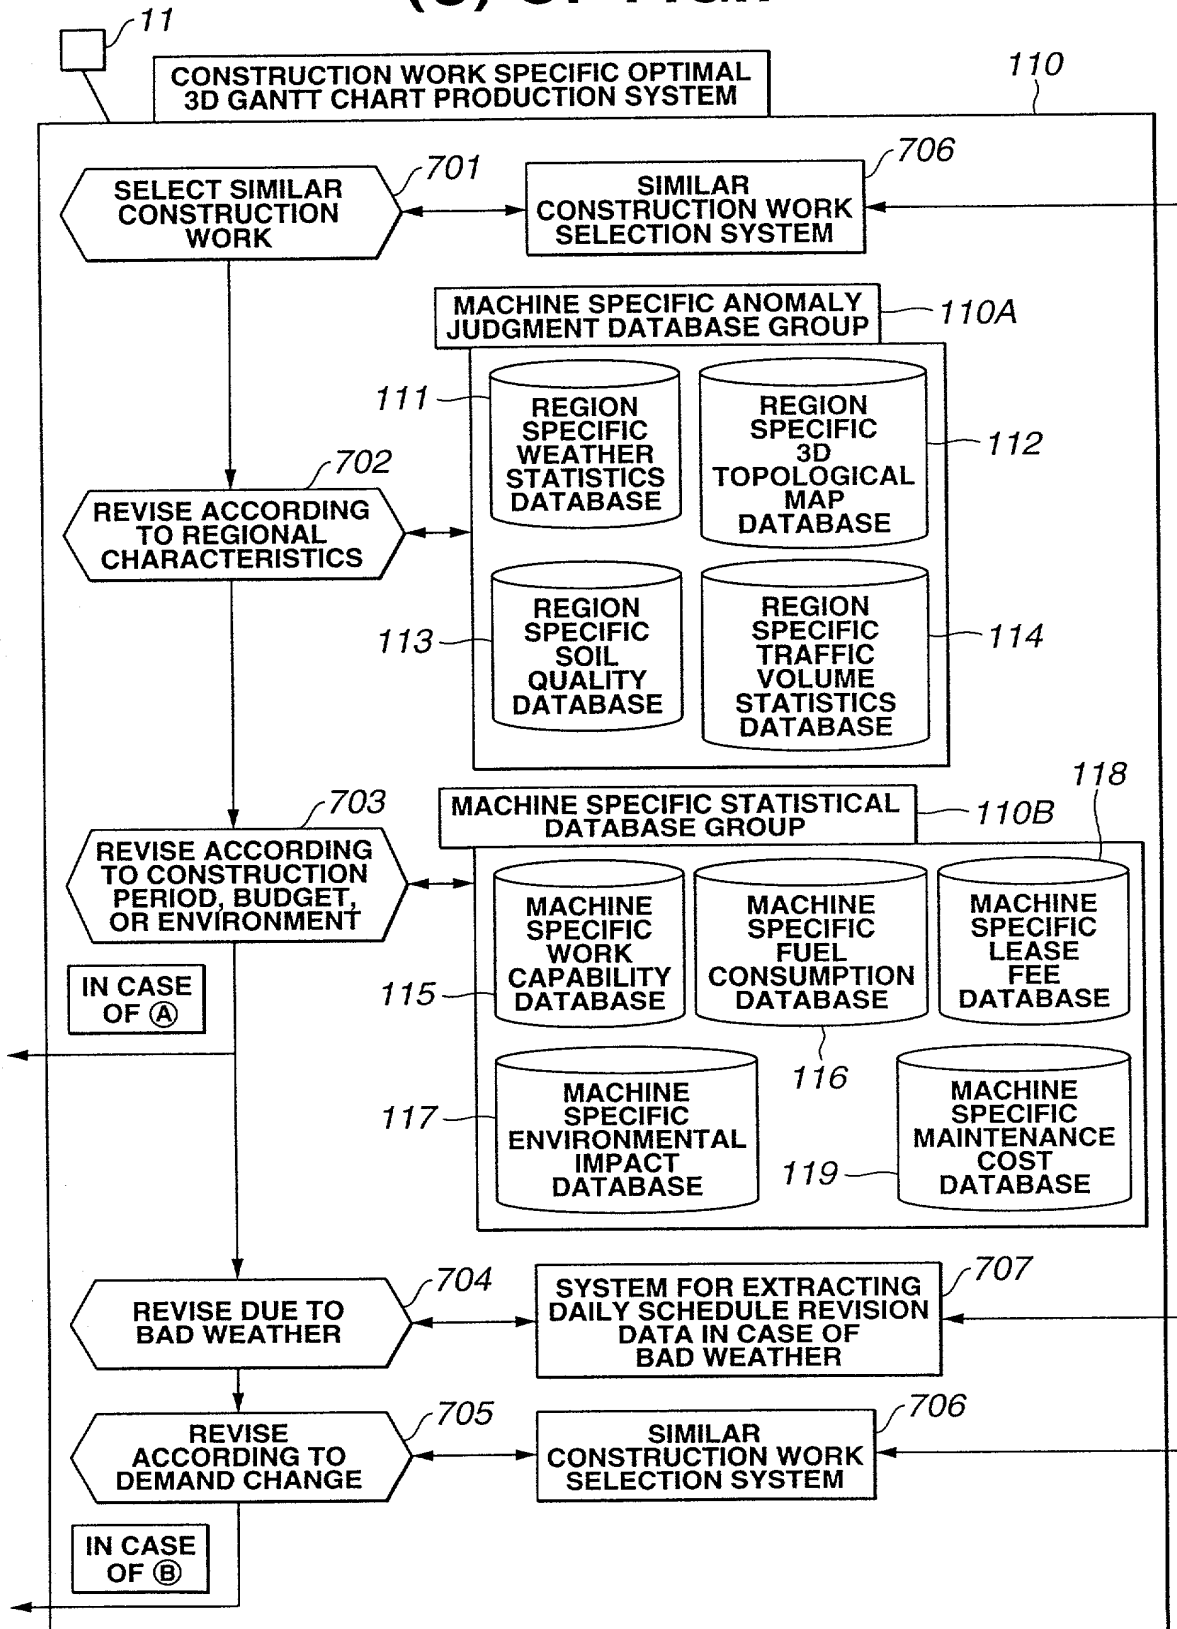 11
CONSTRUCTION WORK SPECIFIC OPTIMAL
3D GANTT CHART PRODUCTION SYSTEM
110
SELECT SIMILAR
CONSTRUCTION
WORK
701
SIMILAR
CONSTRUCTION WORK
SELECTION SYSTEM
706
MACHINE SPECIFIC ANOMALY
JUDGMENT DATABASE GROUP
110A
111
REGION
SPECIFIC
WEATHER
STATISTICS
DATABASE
REGION
SPECIFIC
3D
TOPOLOGICAL
MAP
DATABASE
112
702
REVISE ACCORDING
TO REGIONAL
CHARACTERISTICS
113
REGION
SPECIFIC
SOIL
QUALITY
DATABASE
REGION
SPECIFIC
TRAFFIC
VOLUME
STATISTICS
DATABASE
114
703
REVISE ACCORDING
TO CONSTRUCTION
PERIOD, BUDGET,
OR ENVIRONMENT
MACHINE SPECIFIC STATISTICAL
DATABASE GROUP
110B
118
MACHINE
SPECIFIC
WORK
CAPABILITY
DATABASE
115
MACHINE
SPECIFIC
FUEL
CONSUMPTION
DATABASE
116
MACHINE
SPECIFIC
LEASE
FEE
DATABASE
IN CASE
OF Ⓐ
117
MACHINE
SPECIFIC
ENVIRONMENTAL
IMPACT
DATABASE
119
MACHINE
SPECIFIC
MAINTENANCE
COST
DATABASE
704
REVISE DUE TO
BAD WEATHER
SYSTEM FOR EXTRACTING
DAILY SCHEDULE REVISION
DATA IN CASE OF
BAD WEATHER
707
705
REVISE
ACCORDING TO
DEMAND CHANGE
SIMILAR
CONSTRUCTION WORK
SELECTION SYSTEM
706
IN CASE
OF Ⓑ